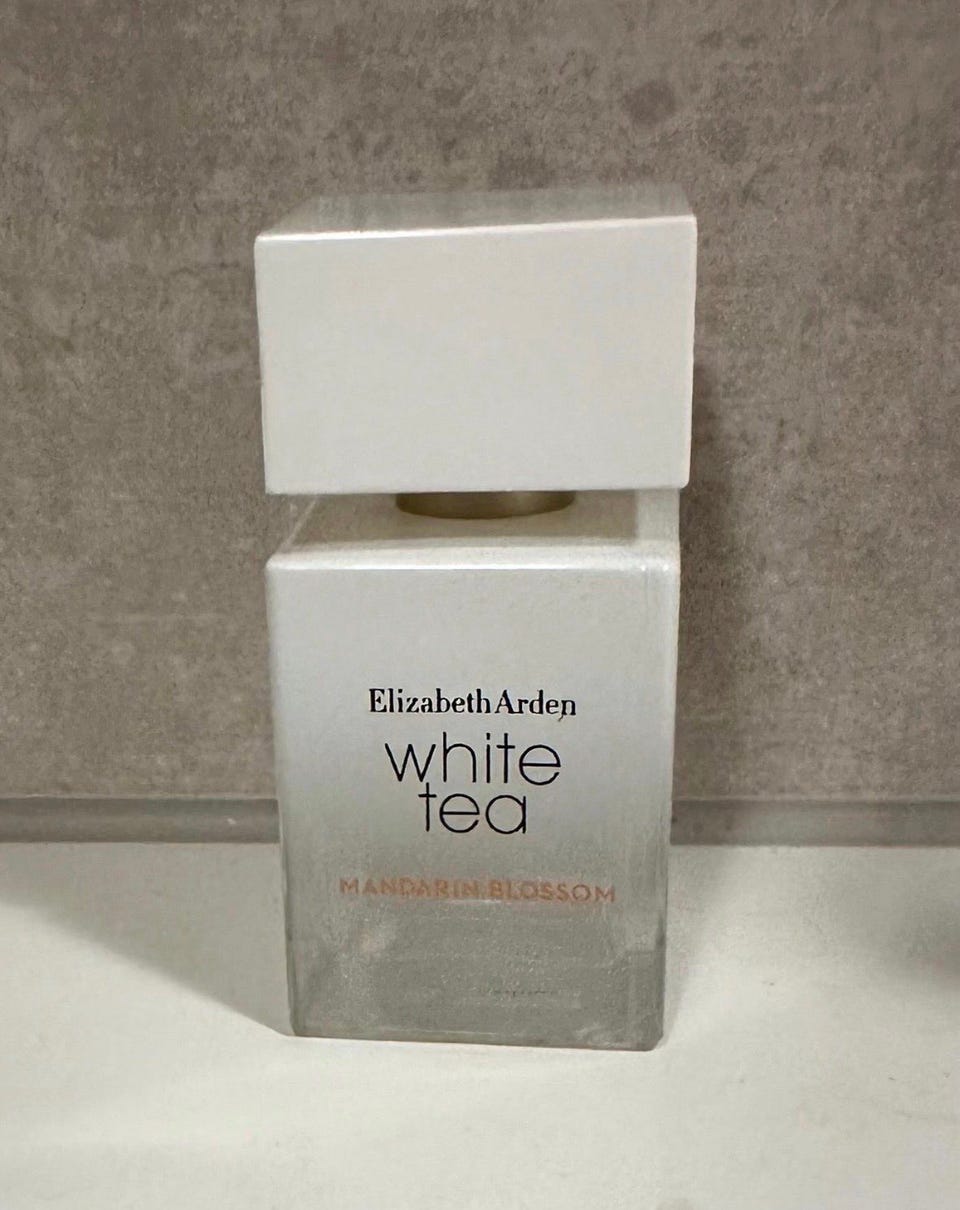 Elizabeth Arden
white
tea
MANDARIN BLOSSOM